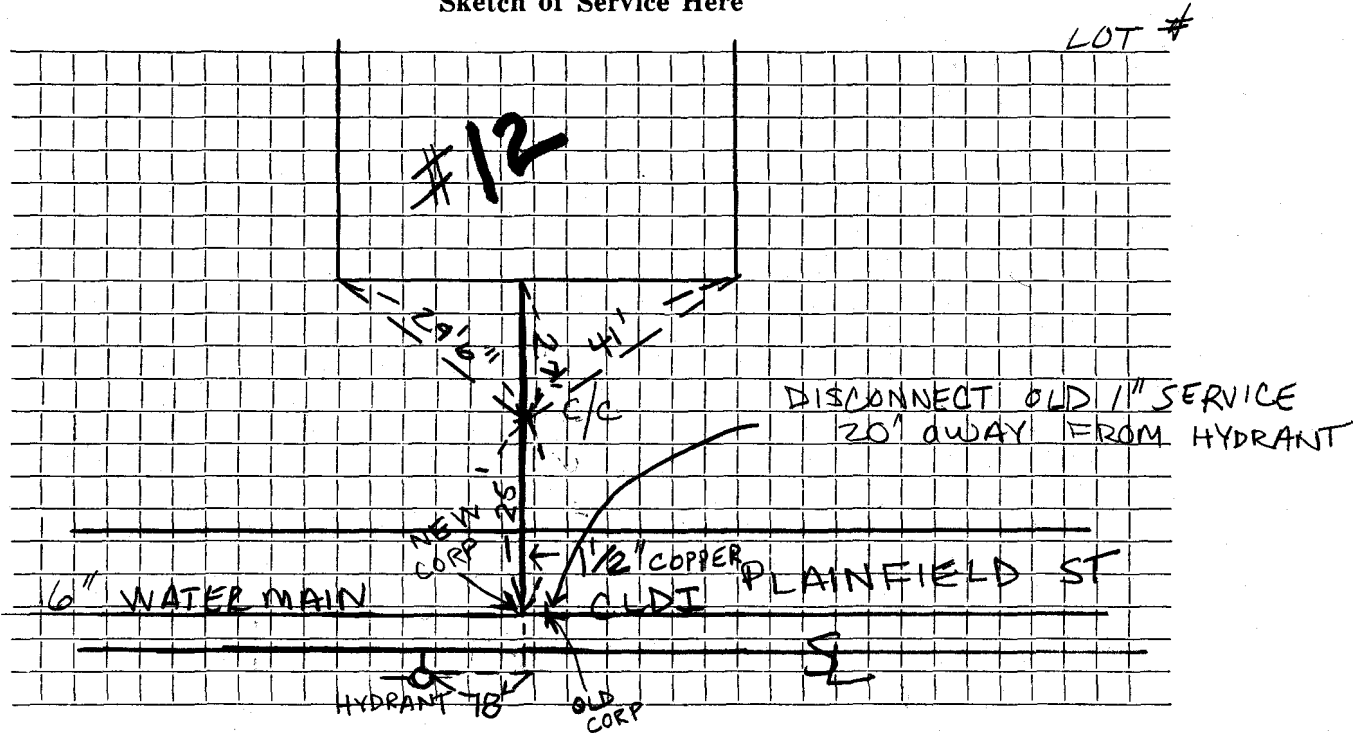 Sketch of Service Here
LOT #
#12
29'6"
41'
C/C
DISCONNECT OLD 1" SERVICE
20' AWAY FROM HYDRANT
26'
NEW
CORP
1 1/2" COPPER
PLAINFIELD ST
6" WATER MAIN
CLDI
HYDRANT 78'
OLD
CORP